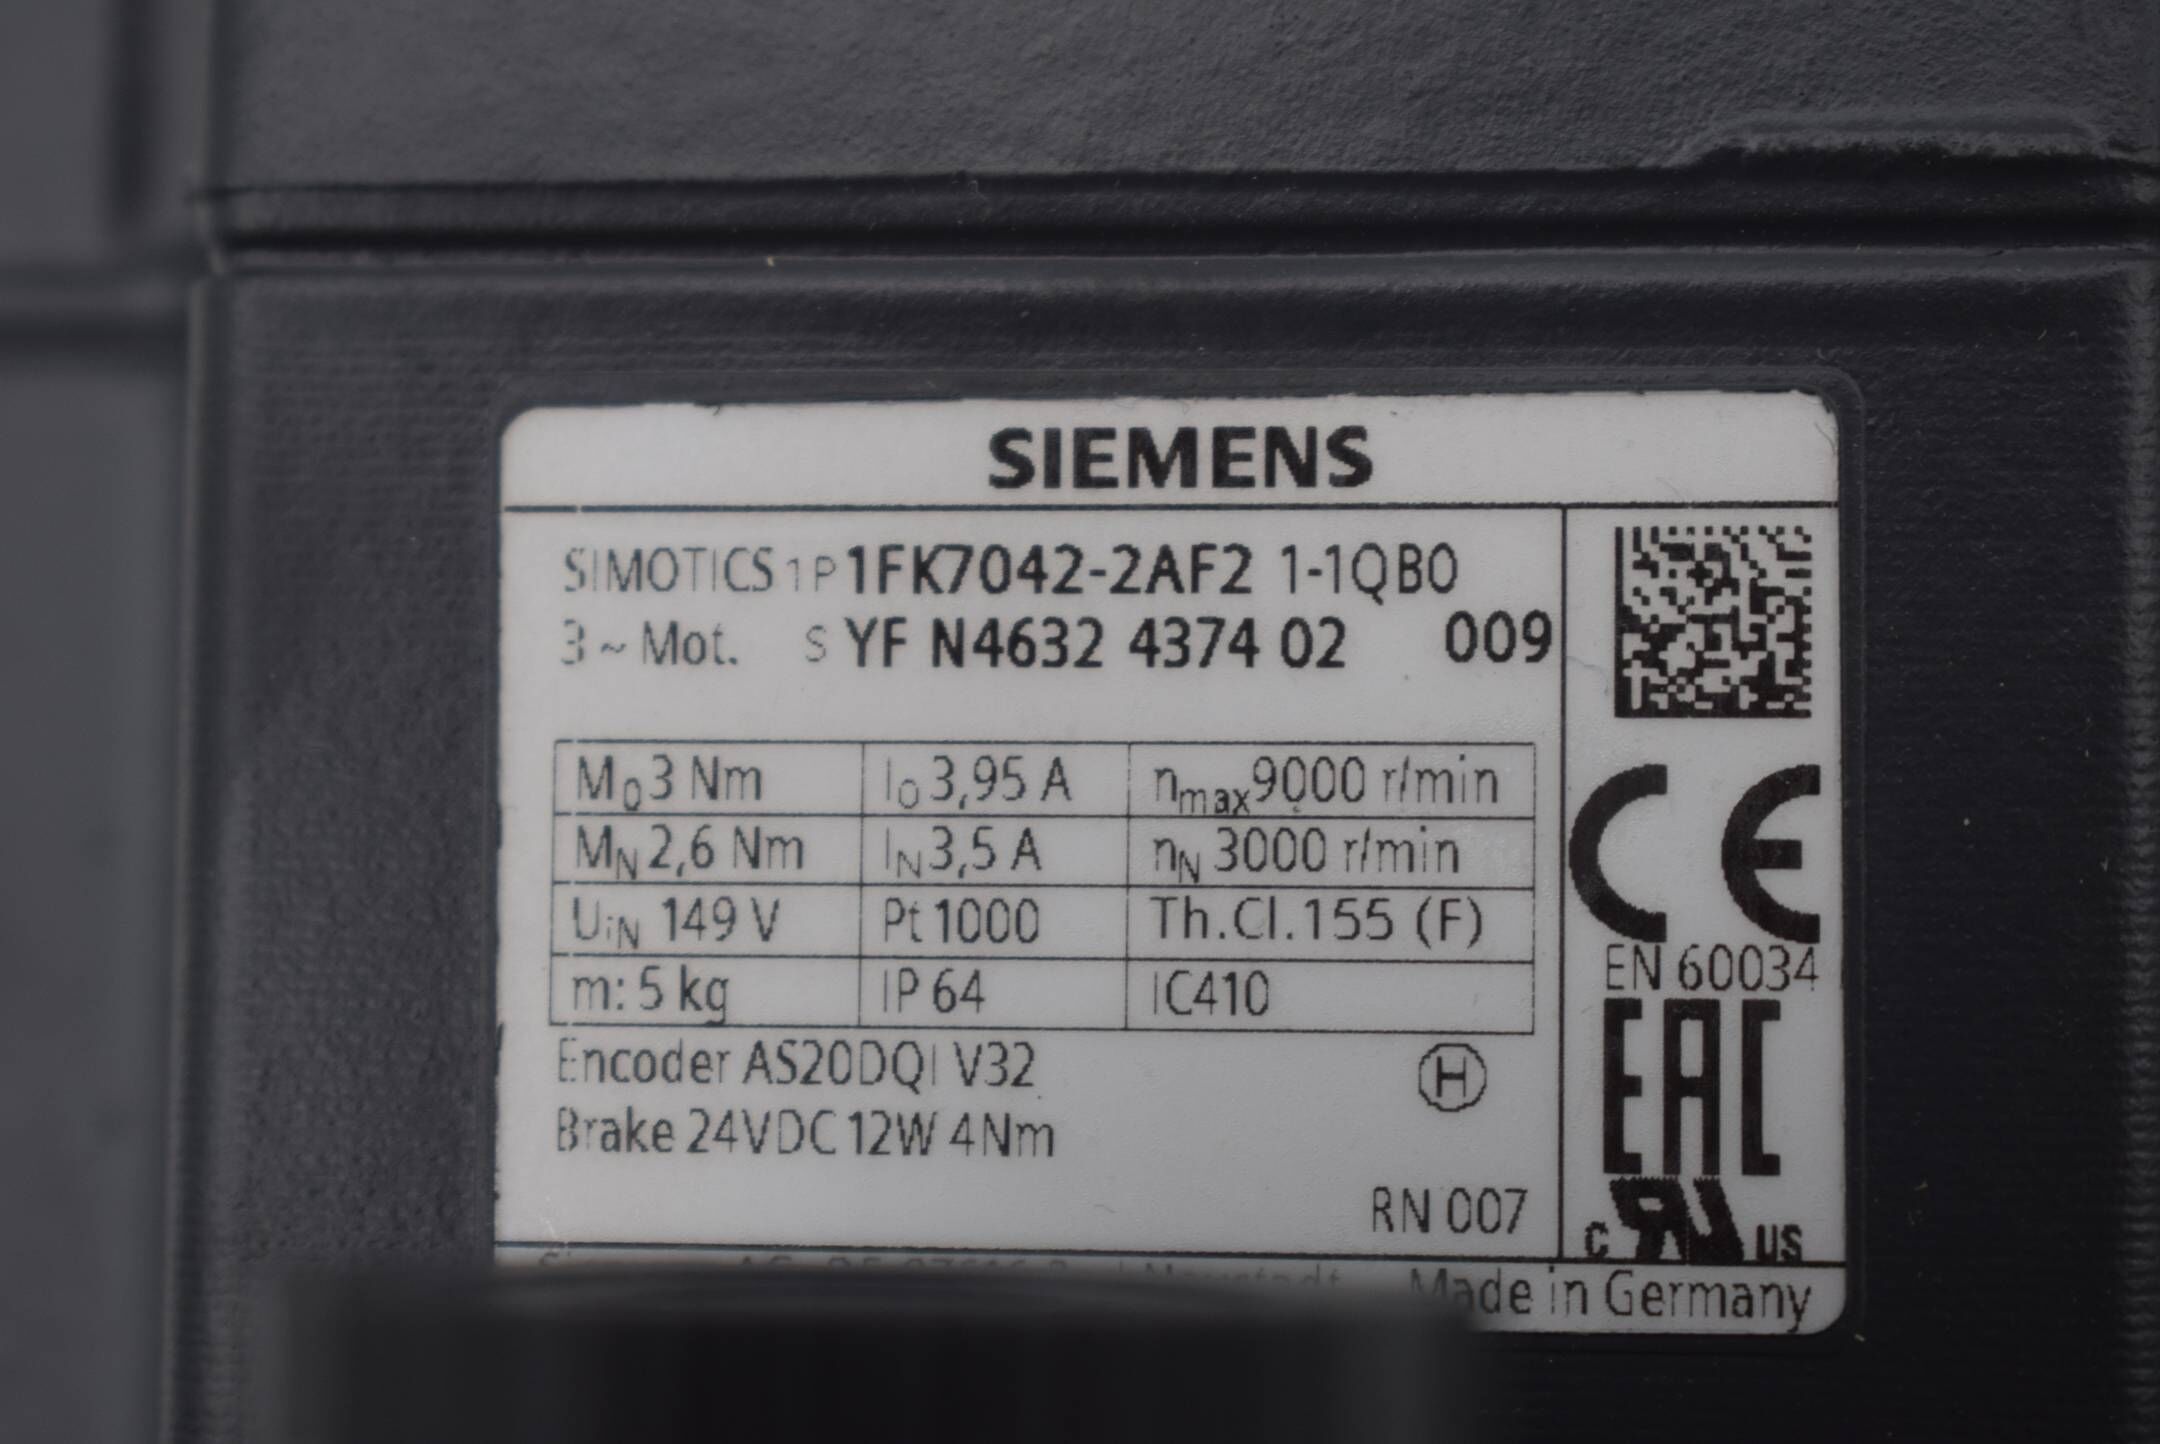 SIEMENS
SIMOTICS 1P 1FK7042-2AF2 1-1QB0
3 ~ Mot. S YF N4632 4374 02 009
M0 3 Nm I0 3,95 A nmax 9000 r/min
MN 2,6 Nm IN 3,5 A nN 3000 r/min
UiN 149 V Pt 1000 Th.Cl.155 (F)
m: 5 kg IP 64 IC410
CE
EN 60034
Encoder AS20DQI V32
H
Brake 24VDC 12W 4Nm
EAC
RN 007
c RU us
Made in Germany